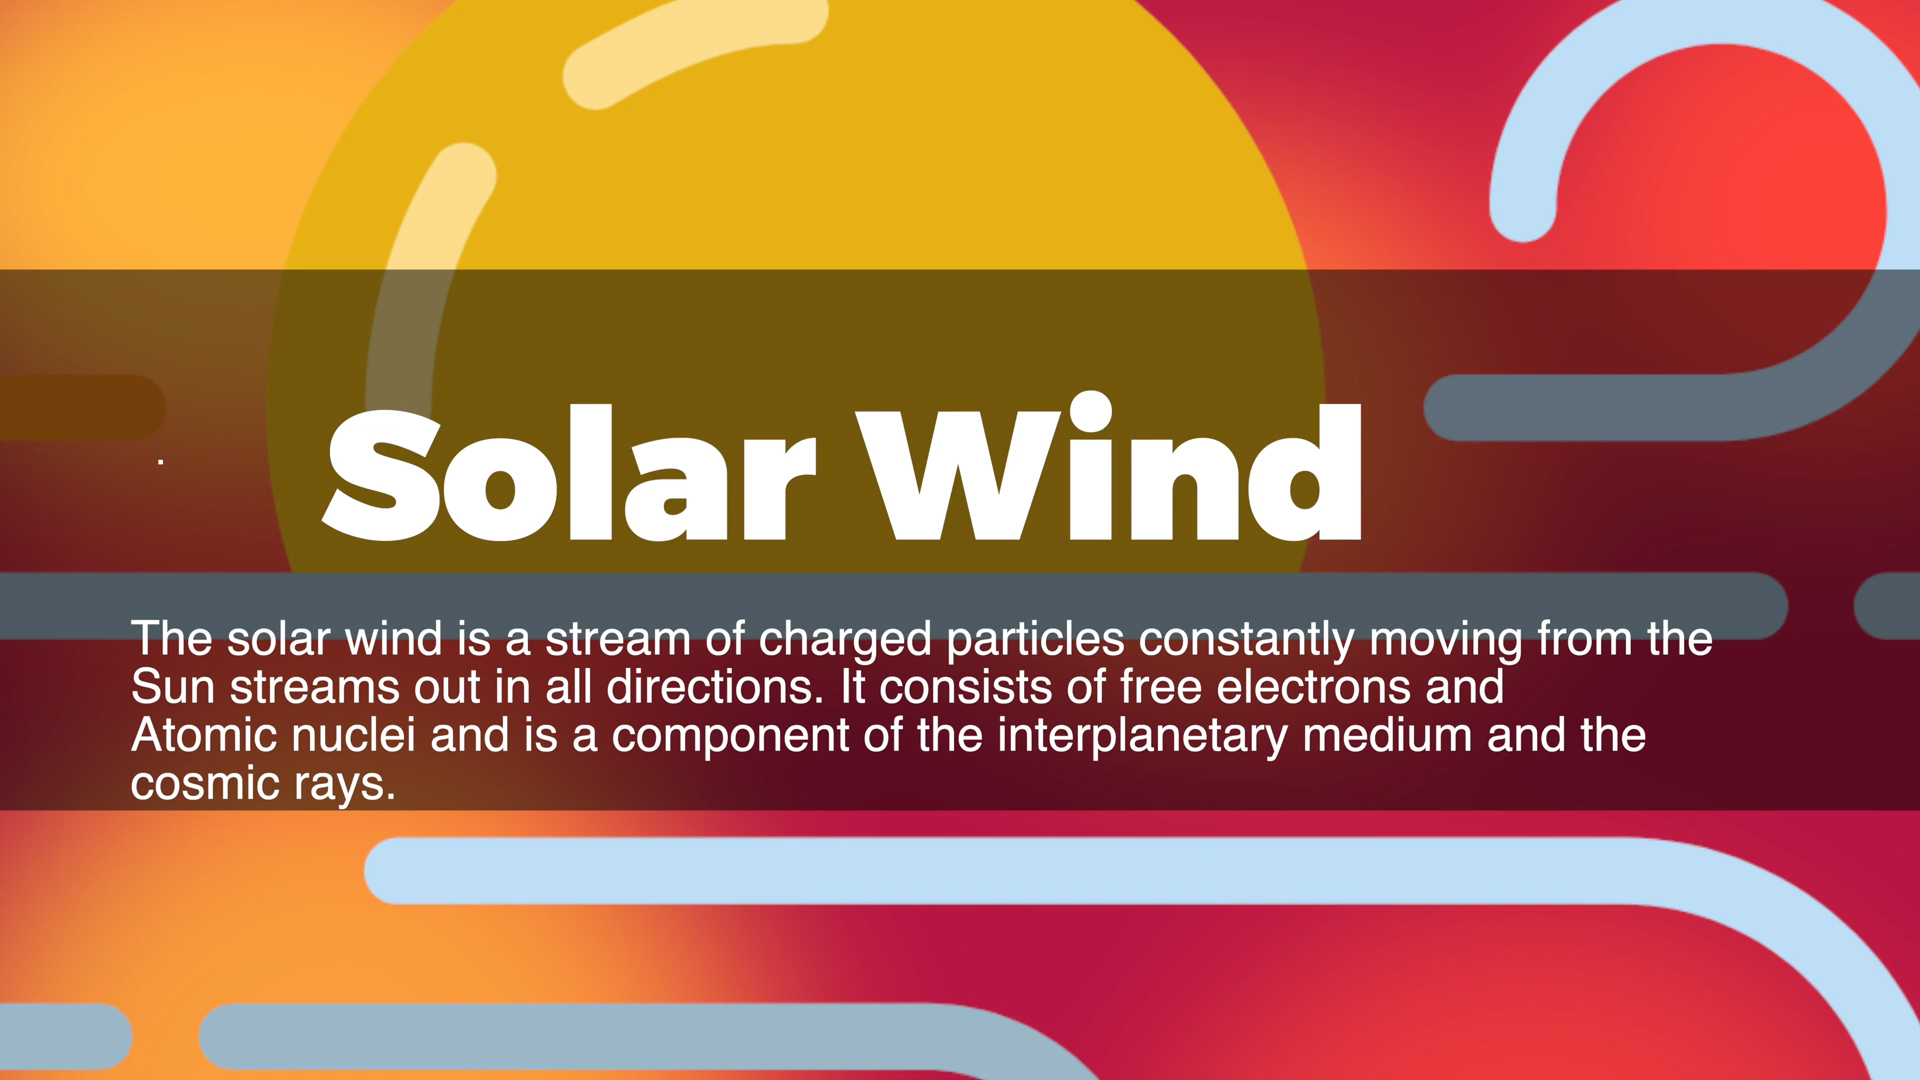 Solar Wind
.
The solar wind is a stream of charged particles constantly moving from the
Sun streams out in all directions. It consists of free electrons and
Atomic nuclei and is a component of the interplanetary medium and the
cosmic rays.